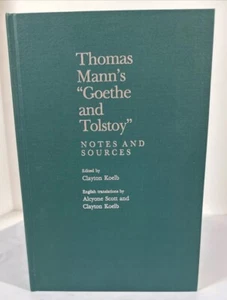 Thomas
Mann's
"Goethe
and
Tolstoy"
NOTES AND
SOURCES
Edited by
Clayton Koelb
English translations by
Alcyone Scott and
Clayton Koelb